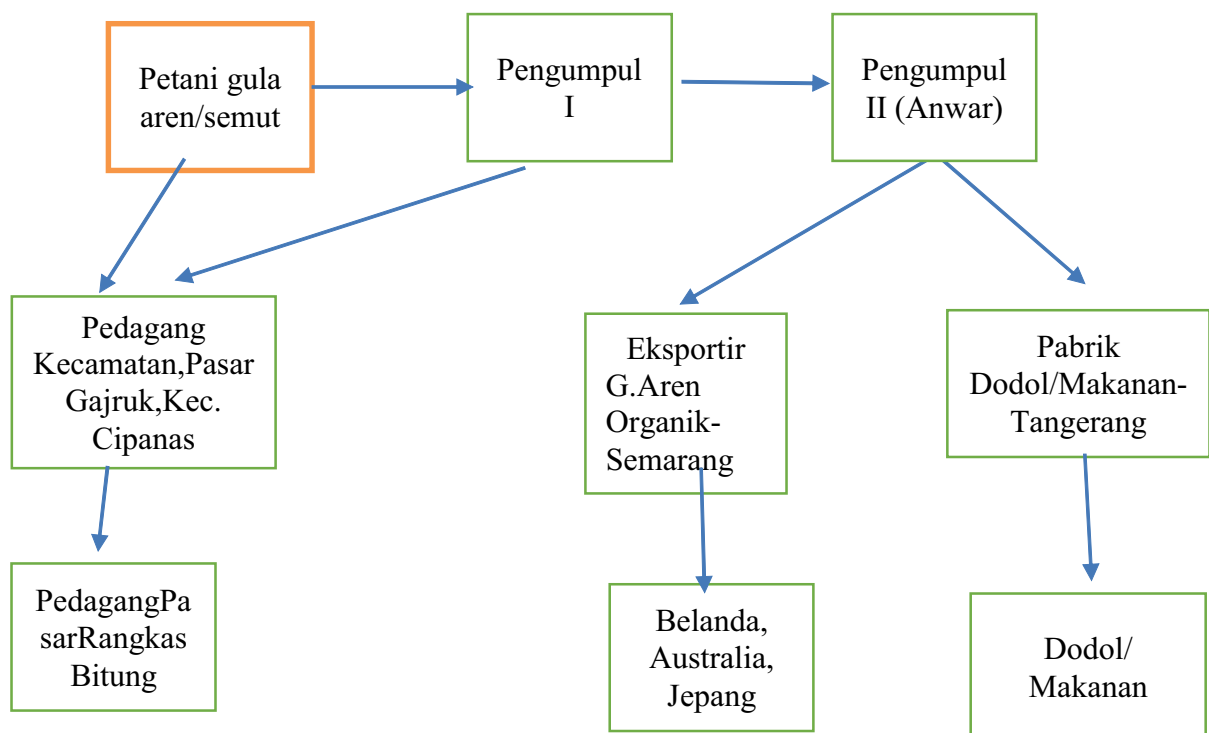 Petani gula
aren/semut
Pengumpul
I
Pengumpul
II (Anwar)
Pedagang
Kecamatan,Pasar
Gajruk,Kec.
Cipanas
Eksportir
G.Aren
Organik-
Semarang
Pabrik
Dodol/Makanan-
Tangerang
PedagangPa
sarRangkas
Bitung
Belanda,
Australia,
Jepang
Dodol/
Makanan